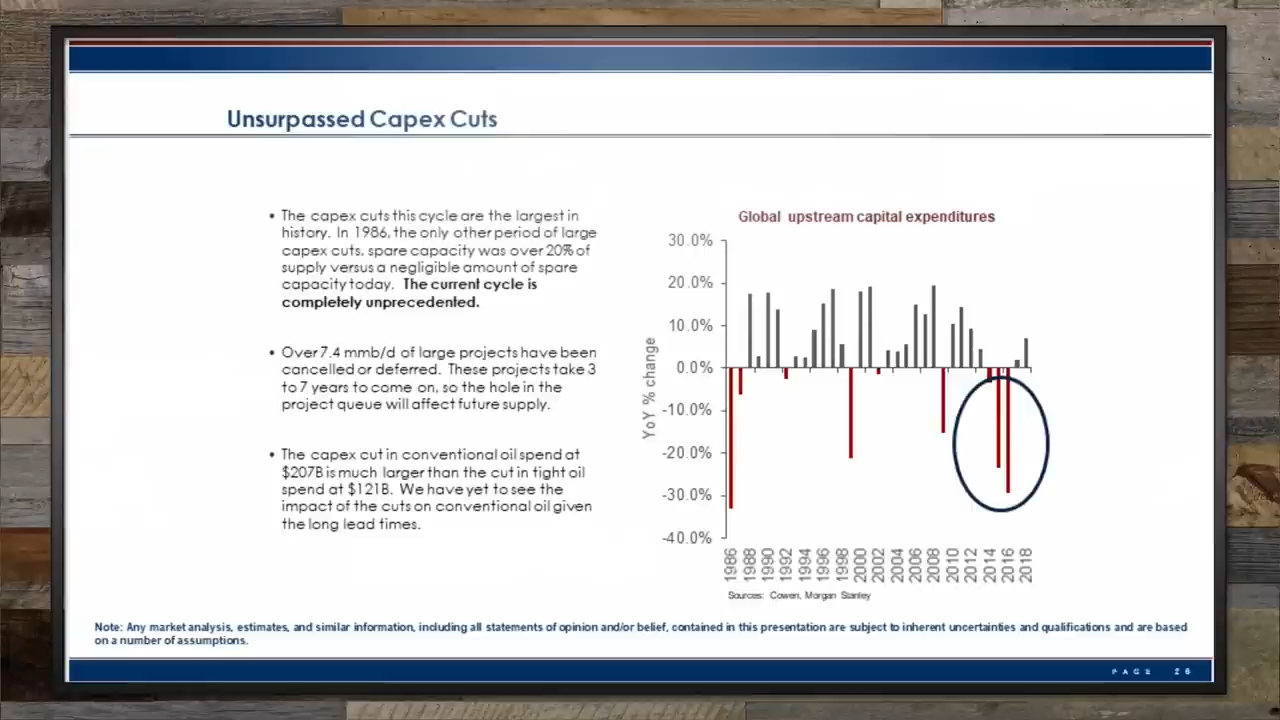 Unsurpassed Capex Cuts
• The capex cuts this cycle are the largest in
history. In 1986, the only other period of large
capex cuts, spare capacity was over 20% of
supply versus a negligible amount of spare
capacity today. The current cycle is
completely unprecedented.
• Over 7.4 mmb/d of large projects have been
cancelled or deferred. These projects take 3
to 7 years to come on, so the hole in the
project queue will affect future supply.
• The capex cut in conventional oil spend at
$207B is much larger than the cut in tight oil
spend at $121B. We have yet to see the
impact of the cuts on conventional oil given
the long lead times.
Global upstream capital expenditures
YoY % change
30.0%
20.0%
10.0%
0.0%
-10.0%
-20.0%
-30.0%
-40.0%
1986 1988 1990 1992 1994 1996 1998 2000 2002 2004 2006 2008 2010 2012 2014 2016 2018
Sources: Cowen, Morgan Stanley
Note: Any market analysis, estimates, and similar information, including all statements of opinion and/or belief, contained in this presentation are subject to inherent uncertainties and qualifications and are based
on a number of assumptions.
PAGE 26